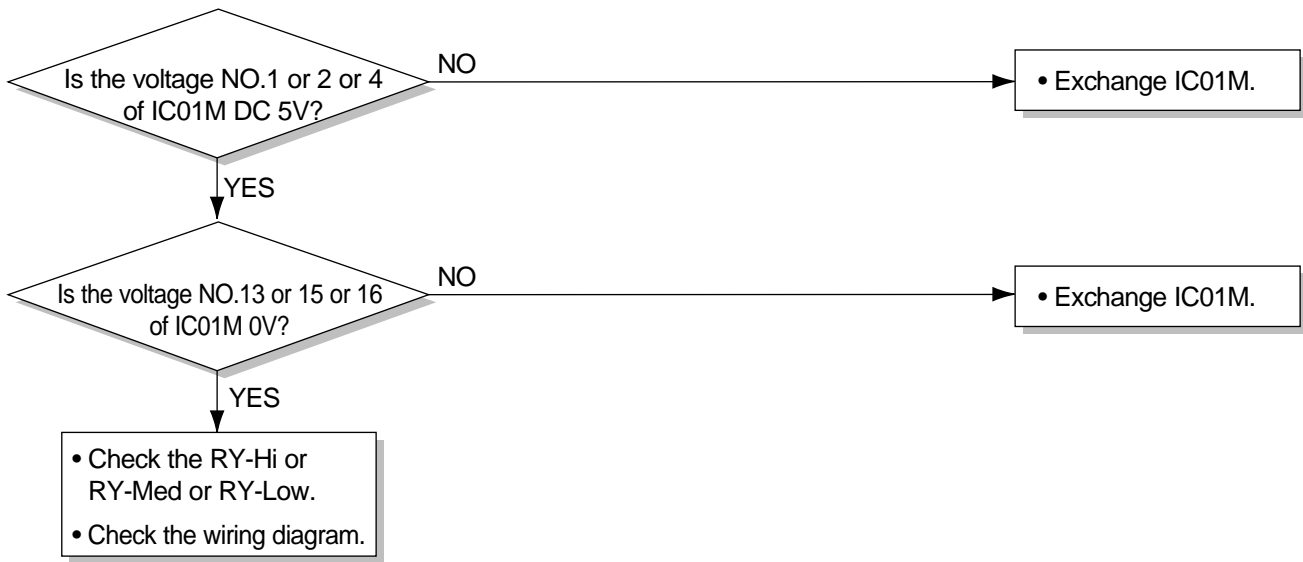 Is the voltage NO.1 or 2 or 4
of IC01M DC 5V?
NO
• Exchange IC01M.
YES
Is the voltage NO.13 or 15 or 16
of IC01M 0V?
NO
• Exchange IC01M.
YES
• Check the RY-Hi or
RY-Med or RY-Low.
• Check the wiring diagram.